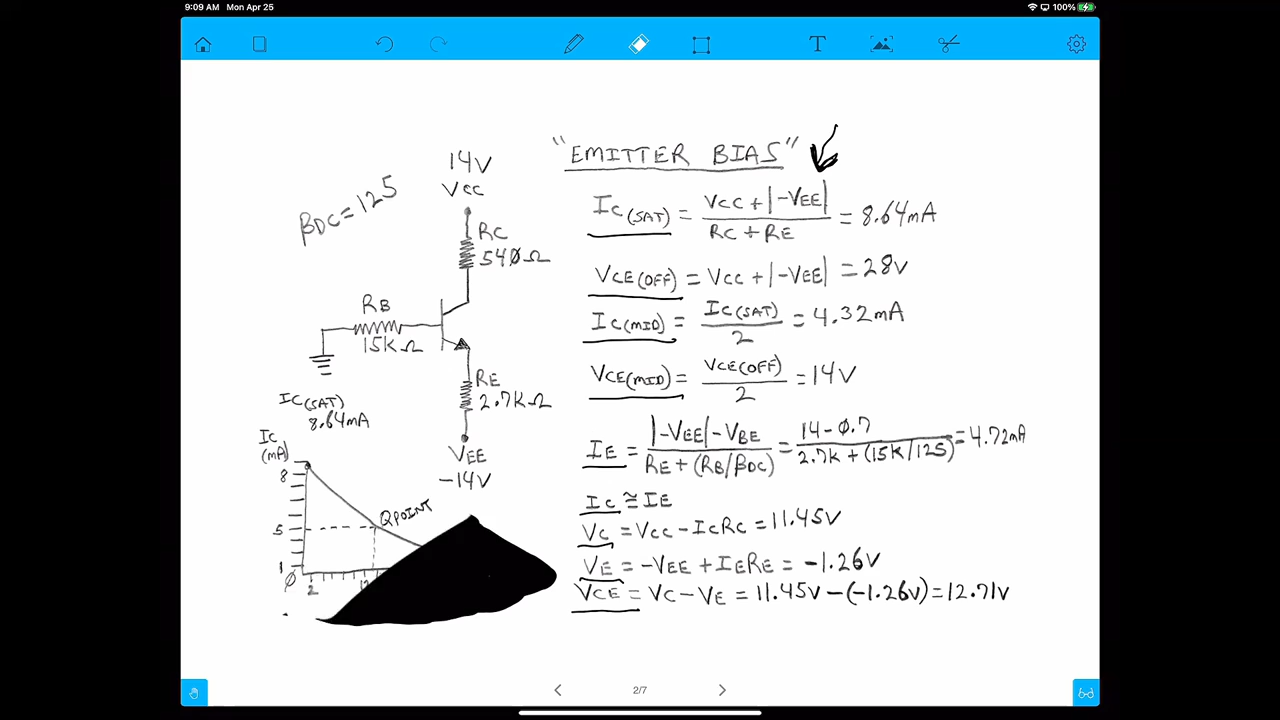 9:09 AM Mon Apr 25
100%
T
"EMITTER BIAS"
14V
VCC
βDC=125
RC
540Ω
RB
15KΩ
RE
2.7KΩ
VEE
-14V
IC(SAT) = VCC + |-VEE| / RC + RE = 8.64mA
VCE(OFF) = VCC + |-VEE| = 28V
IC(MID) = IC(SAT) / 2 = 4.32mA
VCE(MID) = VCE(OFF) / 2 = 14V
IE = |-VEE| - VBE / RE + (RB/βDC) = 14 - 0.7 / 2.7K + (15K/125) = 4.72mA
IC ≅ IE
VC = VCC - ICRC = 11.45V
VE = -VEE + IERE = -1.26V
VCE = VC - VE = 11.45V - (-1.26V) = 12.71V
IC(SAT)
8.64mA
IC
(mA)
8
5
1
0
2
QPOINT
2/7